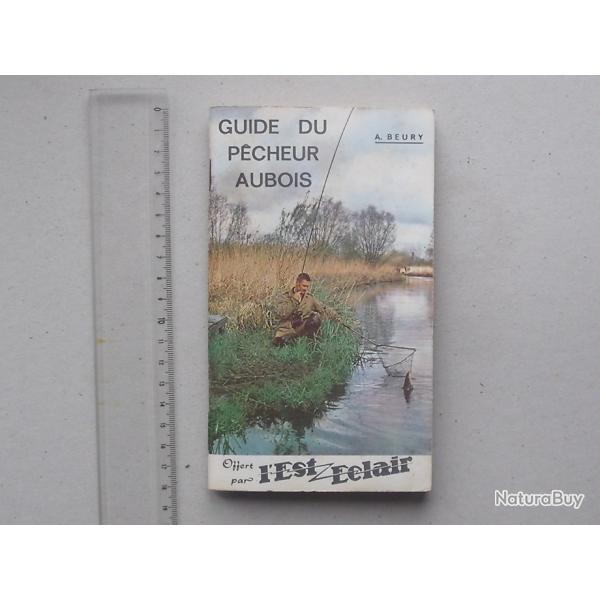 GUIDE DU
PÊCHEUR
AUBOIS
A. BEURY
Offert
par l'Est Eclair
NaturaBuy